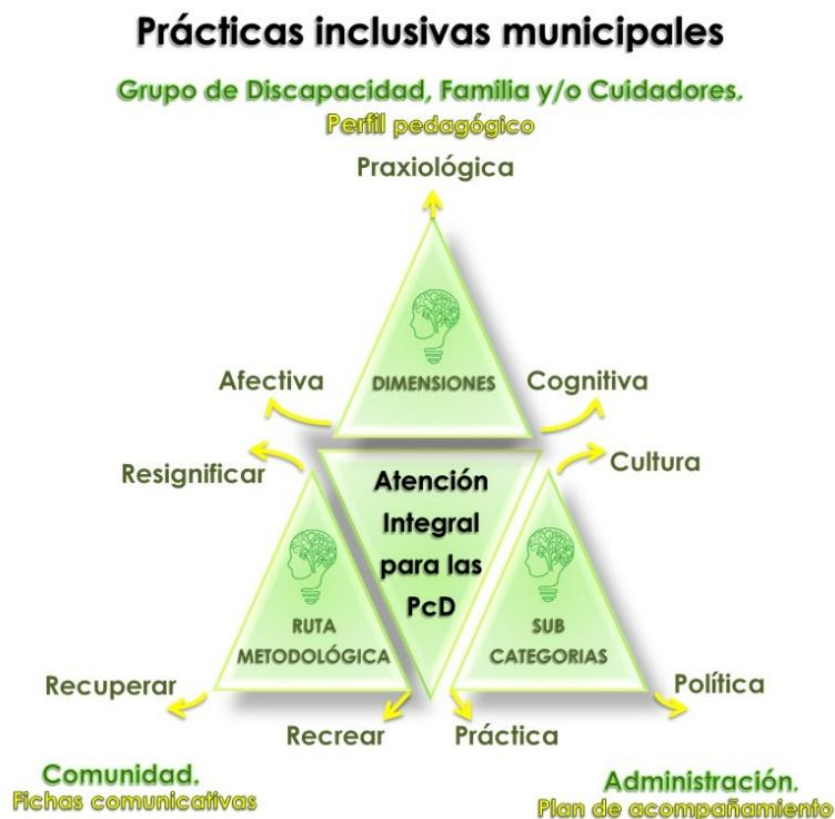 Prácticas inclusivas municipales
Grupo de Discapacidad, Familia y/o Cuidadores.
Perfil pedagógico
Praxiológica
Afectiva
DIMENSIONES
Cognitiva
Resignificar
Cultura
Atención
Integral
para las
PcD
RUTA
METODOLÓGICA
SUB
CATEGORIAS
Recuperar
Política
Recrear
Práctica
Comunidad.
Fichas comunicativas
Administración.
Plan de acompañamiento